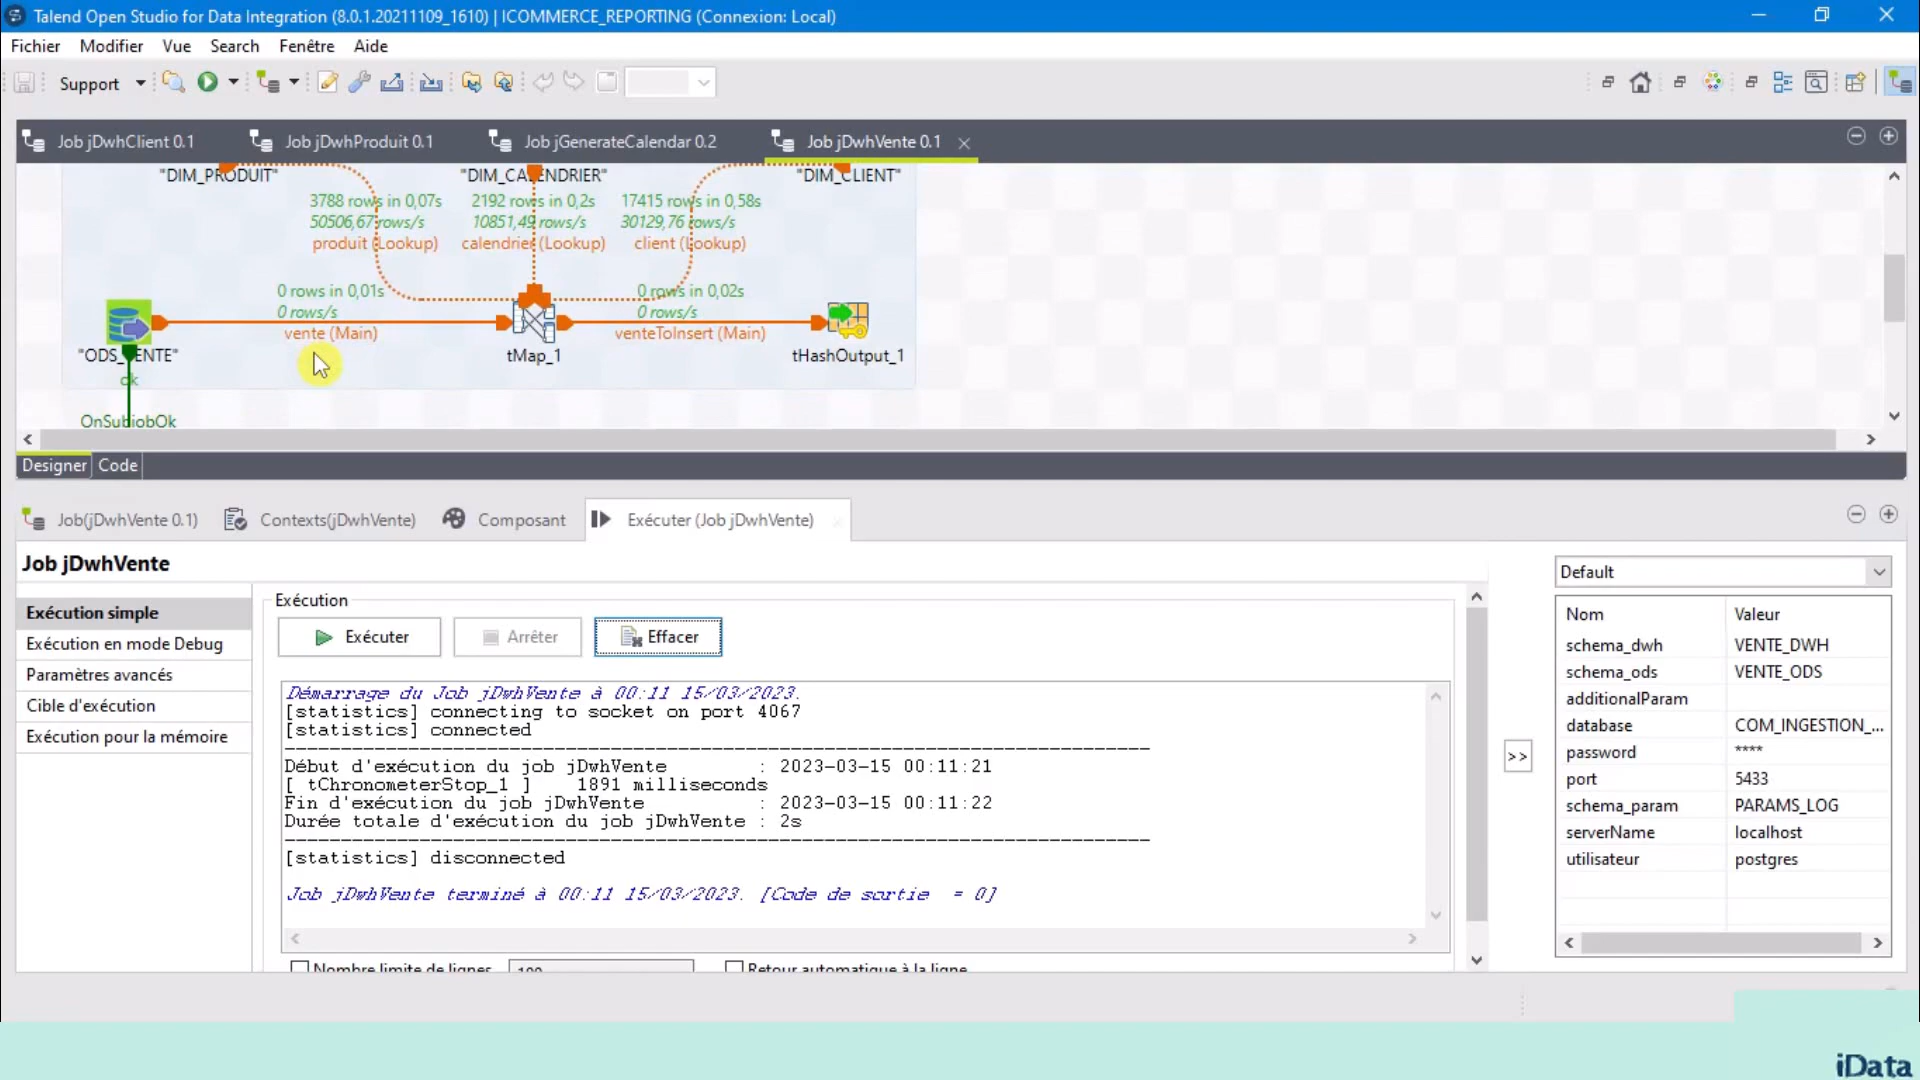 Talend Open Studio for Data Integration (8.0.1.20211109_1610) | ICOMMERCE_REPORTING (Connexion: Local)
Fichier Modifier Vue Search Fenêtre Aide
Support
Job jDwhClient 0.1 Job jDwhProduit 0.1 Job jGenerateCalendar 0.2 Job jDwhVente 0.1
"DIM_PRODUIT" "DIM_CALENDRIER" "DIM_CLIENT"
3788 rows in 0,07s 2192 rows in 0,2s 17415 rows in 0,58s
50506,67 rows/s 10851,49 rows/s 30129,76 rows/s
produit (Lookup) calendrier (Lookup) client (Lookup)
0 rows in 0,01s 0 rows in 0,02s
0 rows/s 0 rows/s
vente (Main) venteToInsert (Main)
"ODS_VENTE" tMap_1 tHashOutput_1
ok
OnSubjobOk
Designer Code
Job(jDwhVente 0.1) Contexts(jDwhVente) Composant Exécuter (Job jDwhVente)
Job jDwhVente
Exécution simple
Exécution en mode Debug
Paramètres avancés
Cible d'exécution
Exécution pour la mémoire
Exécution
Exécuter Arrêter Effacer
Démarrage du Job jDwhVente à 00:11 15/03/2023.
[statistics] connecting to socket on port 4067
[statistics] connected
--------------------------------------------------------------------------------
Début d'exécution du job jDwhVente : 2023-03-15 00:11:21
[ tChronometerStop_1 ] 1891 milliseconds
Fin d'exécution du job jDwhVente : 2023-03-15 00:11:22
Durée totale d'exécution du job jDwhVente : 2s
--------------------------------------------------------------------------------
[statistics] disconnected
Job jDwhVente terminé à 00:11 15/03/2023. [Code de sortie = 0]
Nombre limite de lignes 100 Retour automatique à la ligne
>>
Default
Nom Valeur
schema_dwh VENTE_DWH
schema_ods VENTE_ODS
additionalParam
database COM_INGESTION_...
password ****
port 5433
schema_param PARAMS_LOG
serverName localhost
utilisateur postgres
iData